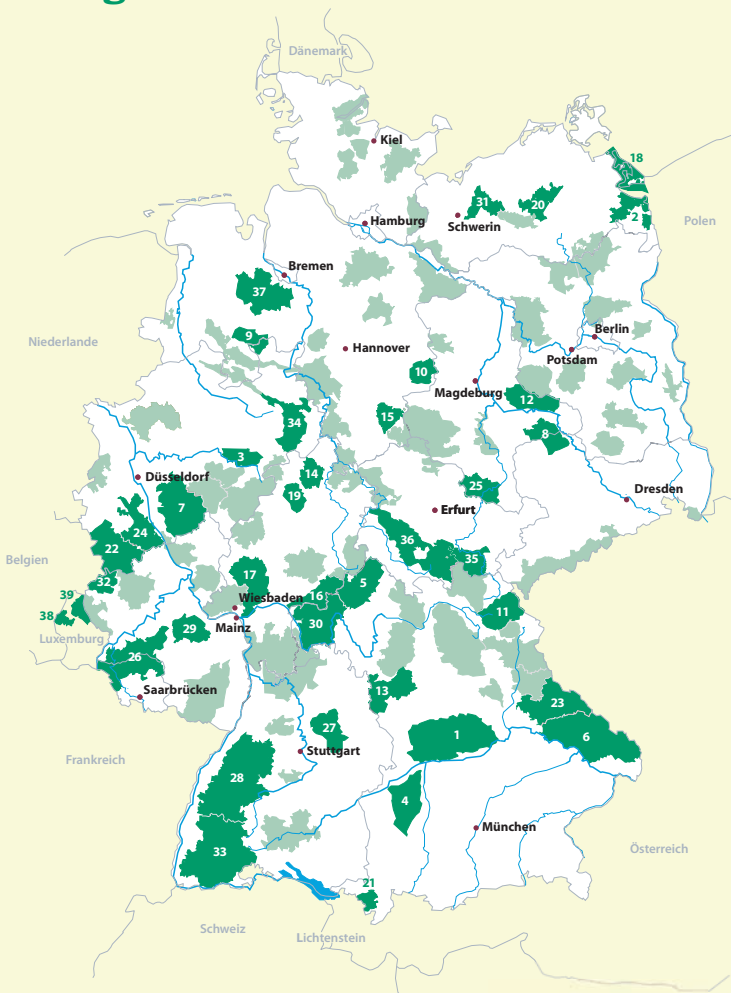 g
Dänemark
Kiel
18
31
20
2
Schwerin
Hamburg
Polen
Bremen
37
9
Berlin
Niederlande
Hannover
Potsdam
10
Magdeburg
12
15
34
8
3
14
Düsseldorf
25
Dresden
19
7
Erfurt
24
36
22
35
Belgien
17
5
32
39
16
Wiesbaden
11
38
30
Mainz
29
Luxemburg
26
13
Saarbrücken
23
27
1
6
Stuttgart
Frankreich
28
4
München
33
Österreich
21
Schweiz
Lichtenstein